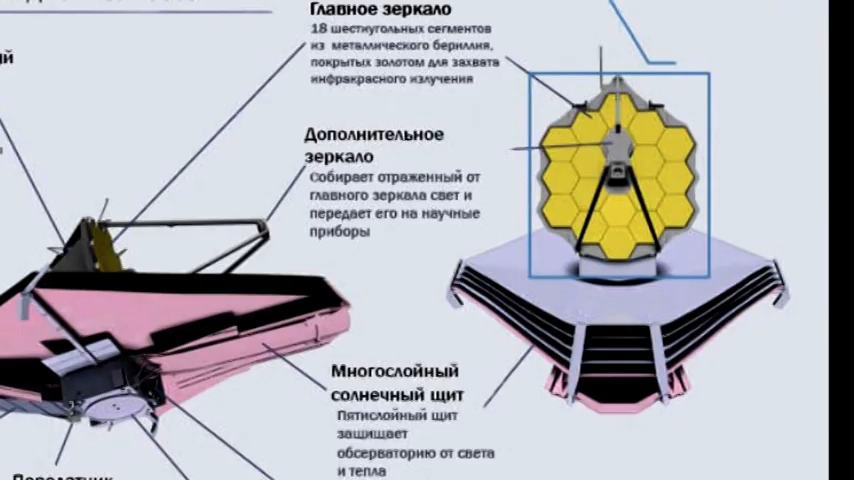 Главное зеркало
18 шестиугольных сегментов
из металлического бериллия,
покрытых золотом для захвата
инфракрасного излучения
Дополнительное
зеркало
Собирает отраженный от
главного зеркала свет и
передает его на научные
приборы
Многослойный
солнечный щит
Пятислойный щит
защищает
обсерваторию от света
и тепла